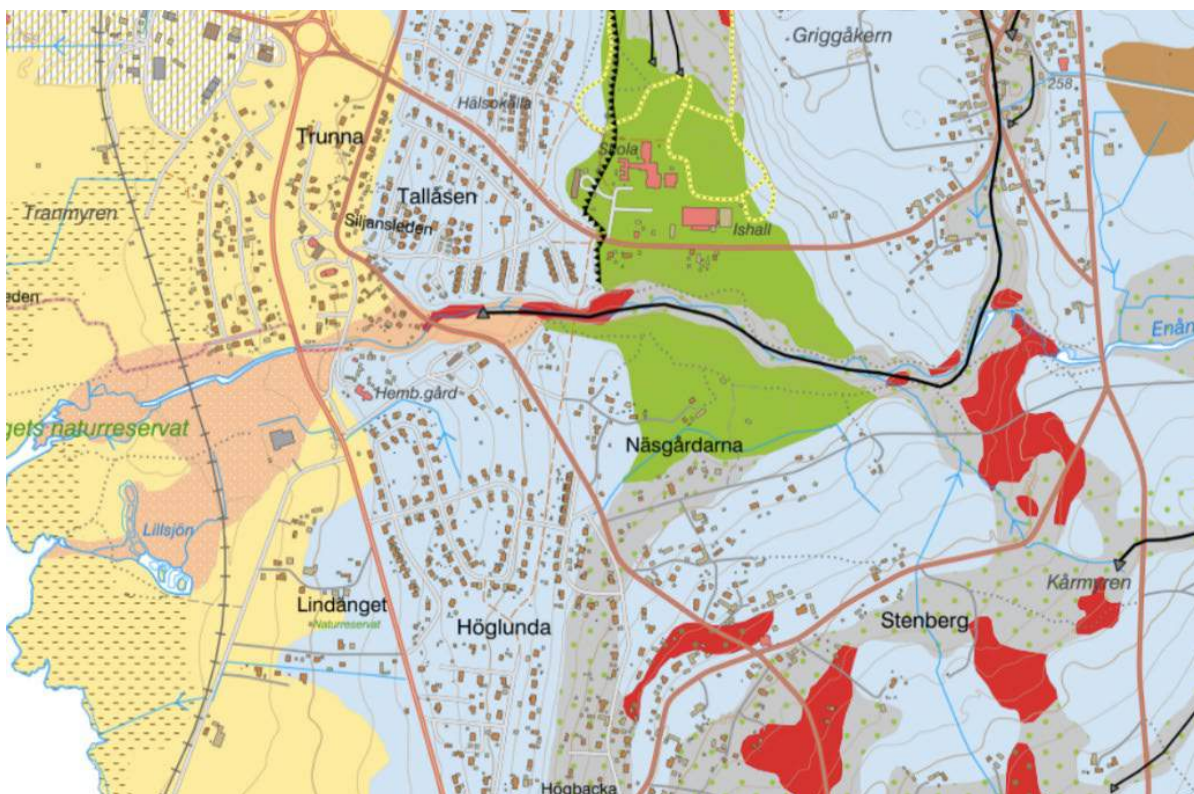 Griggåkern
258
Hälsokälla
Trunna
Skola
Tallåsen
Tranmyren
Siljansleden
Ishall
eden
Enån
Hemb.gård
gets naturreservat
Näsgårdarna
Lillsjön
Kårmyren
Lindänget
Naturreservat
Höglunda
Stenberg
Högbacka